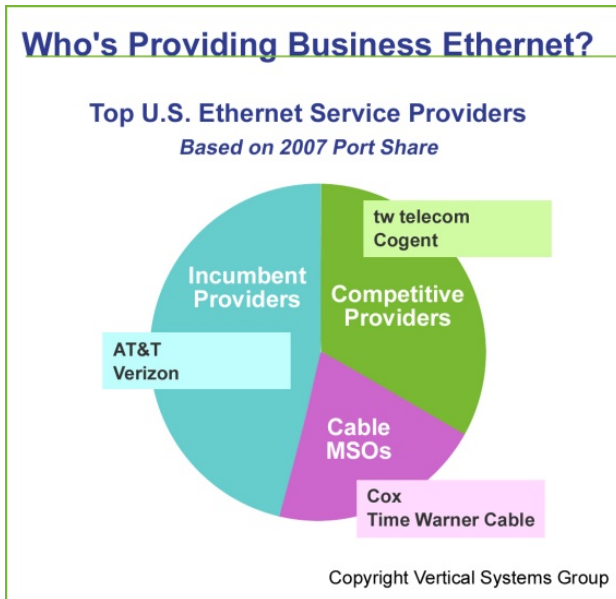 Who's Providing Business Ethernet?
Top U.S. Ethernet Service Providers
Based on 2007 Port Share
tw telecom
Cogent
Incumbent
Providers
Competitive
Providers
AT&T
Verizon
Cable
MSOs
Cox
Time Warner Cable
Copyright Vertical Systems Group